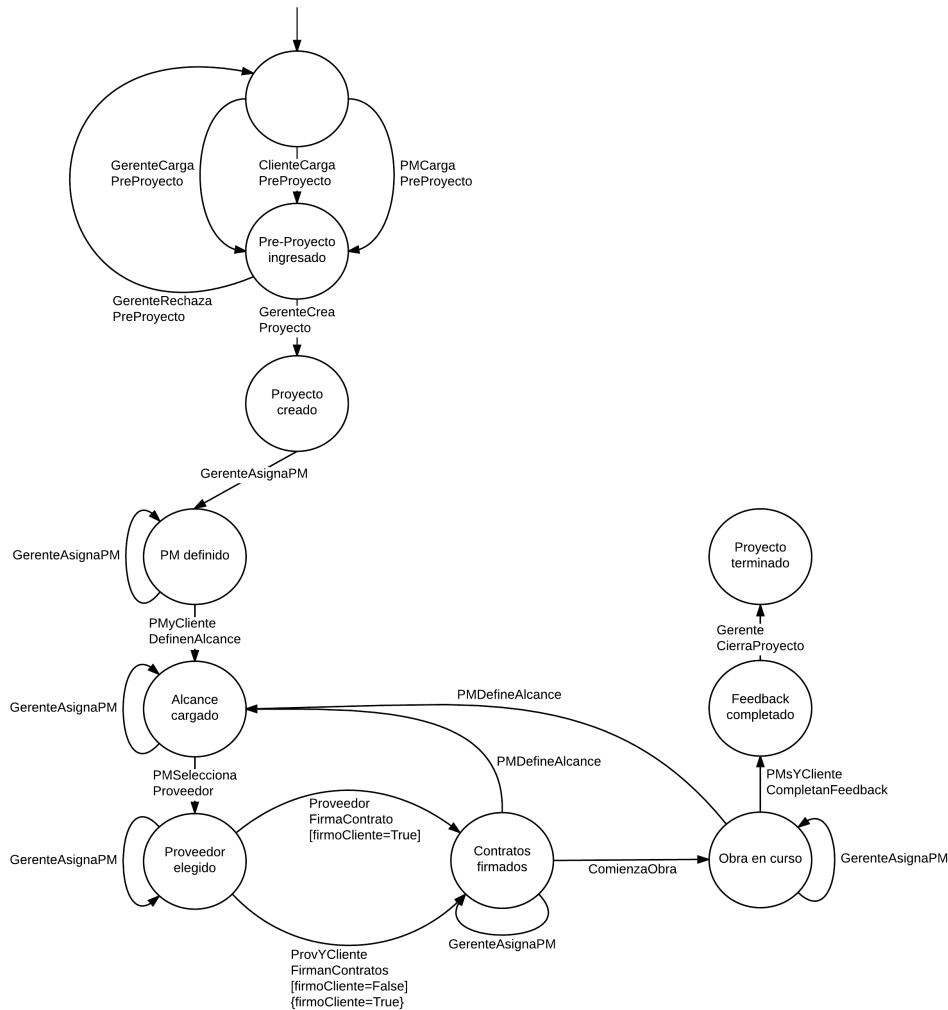 GerenteCarga
PreProyecto
ClienteCarga
PreProyecto
PMCarga
PreProyecto
Pre-Proyecto
ingresado
GerenteRechaza
PreProyecto
GerenteCrea
Proyecto
Proyecto
creado
GerenteAsignaPM
GerenteAsignaPM
PM definido
Proyecto
terminado
PMyCliente
DefinenAlcance
Gerente
CierraProyecto
GerenteAsignaPM
Alcance
cargado
PMDefineAlcance
Feedback
completado
PMDefineAlcance
PMSelecciona
Proveedor
PMsYCliente
CompletanFeedback
Proveedor
FirmaContrato
[firmoCliente=True]
GerenteAsignaPM
Proveedor
elegido
Contratos
firmados
ComienzaObra
Obra en curso
GerenteAsignaPM
GerenteAsignaPM
ProvYCliente
FirmanContratos
[firmoCliente=False]
{firmoCliente=True}